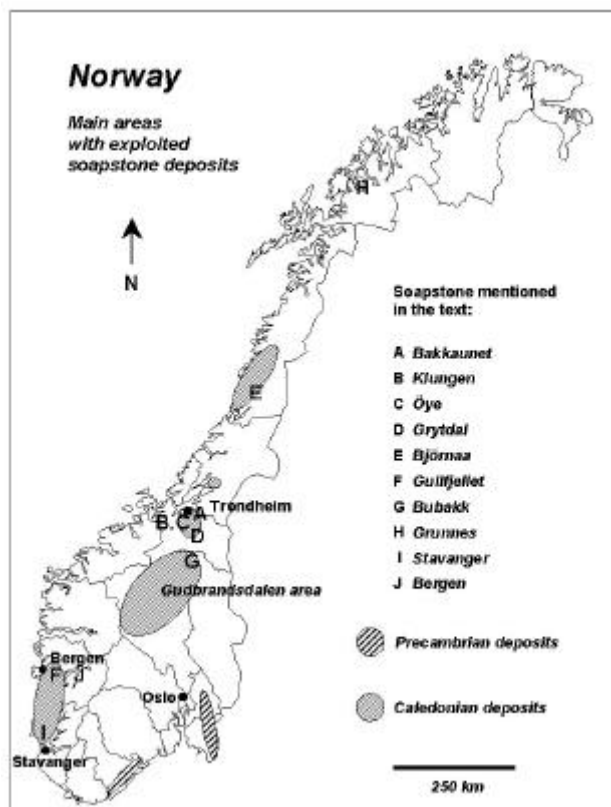 Norway
Main areas
with exploited
soapstone deposits
N
H
Soapstone mentioned
in the text:
A Bakkaunet
B Klungen
C Öye
D Grytdal
E Björnaa
F Gullfjellet
G Bubakk
H Grunnes
I Stavanger
J Bergen
E
Trondheim
B. C A
D
G
Gudbrandsdalen area
Precambrian deposits
Bergen
F J
Oslo
Caledonian deposits
I
Stavanger
250 km